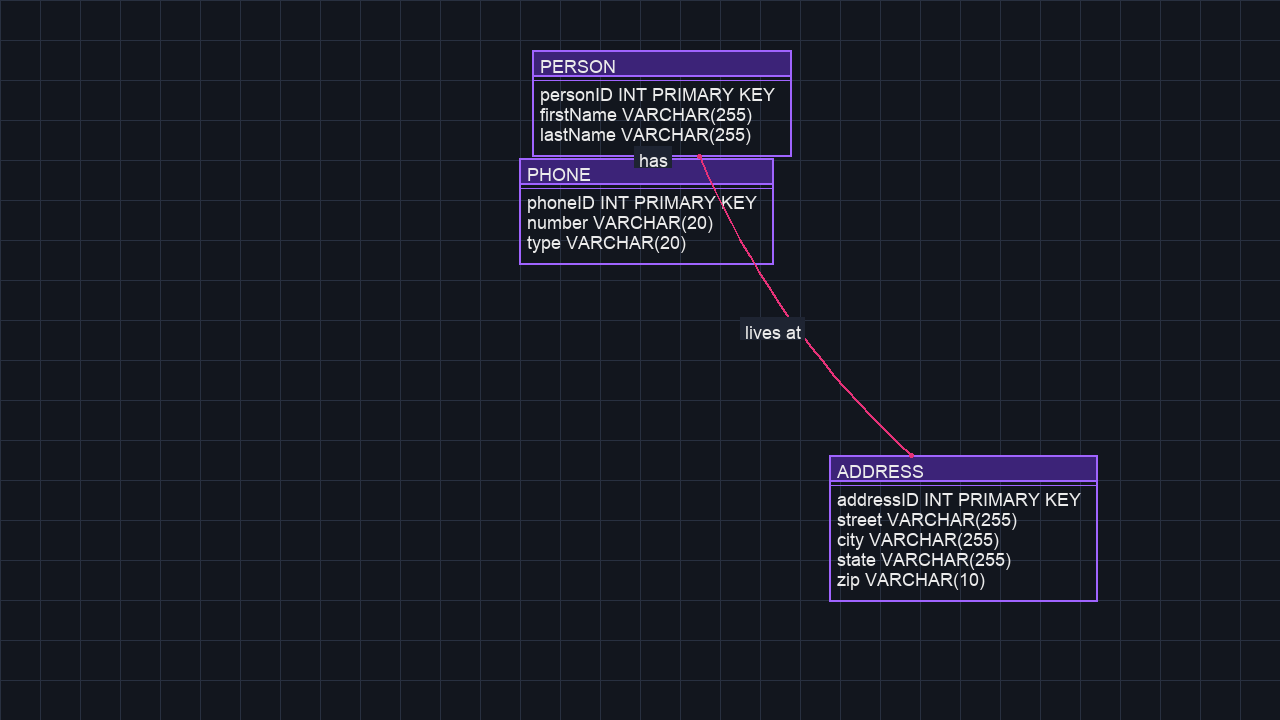 PERSON
personID INT PRIMARY KEY
firstName VARCHAR(255)
lastName VARCHAR(255)
has
PHONE
phoneID INT PRIMARY KEY
number VARCHAR(20)
type VARCHAR(20)
lives at
ADDRESS
addressID INT PRIMARY KEY
street VARCHAR(255)
city VARCHAR(255)
state VARCHAR(255)
zip VARCHAR(10)